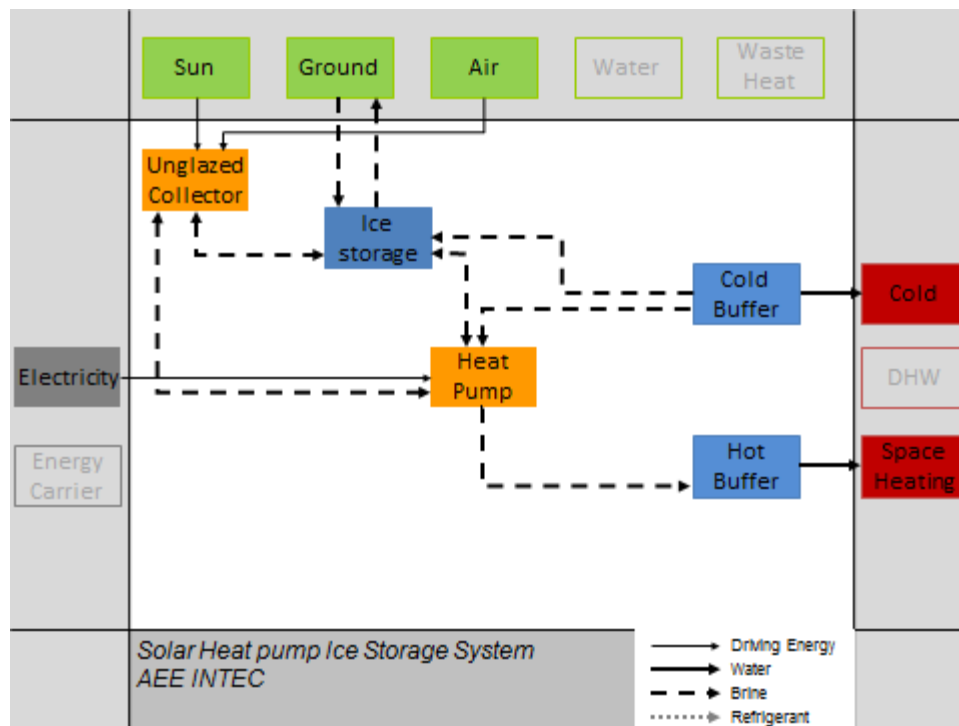 Sun
Ground
Air
Water
Waste
Heat
Unglazed
Collector
Ice
storage
Cold
Buffer
Cold
Electricity
Heat
Pump
DHW
Energy
Carrier
Hot
Buffer
Space
Heating
Solar Heat pump Ice Storage System
AEE INTEC
Driving Energy
Water
Brine
Refrigerant